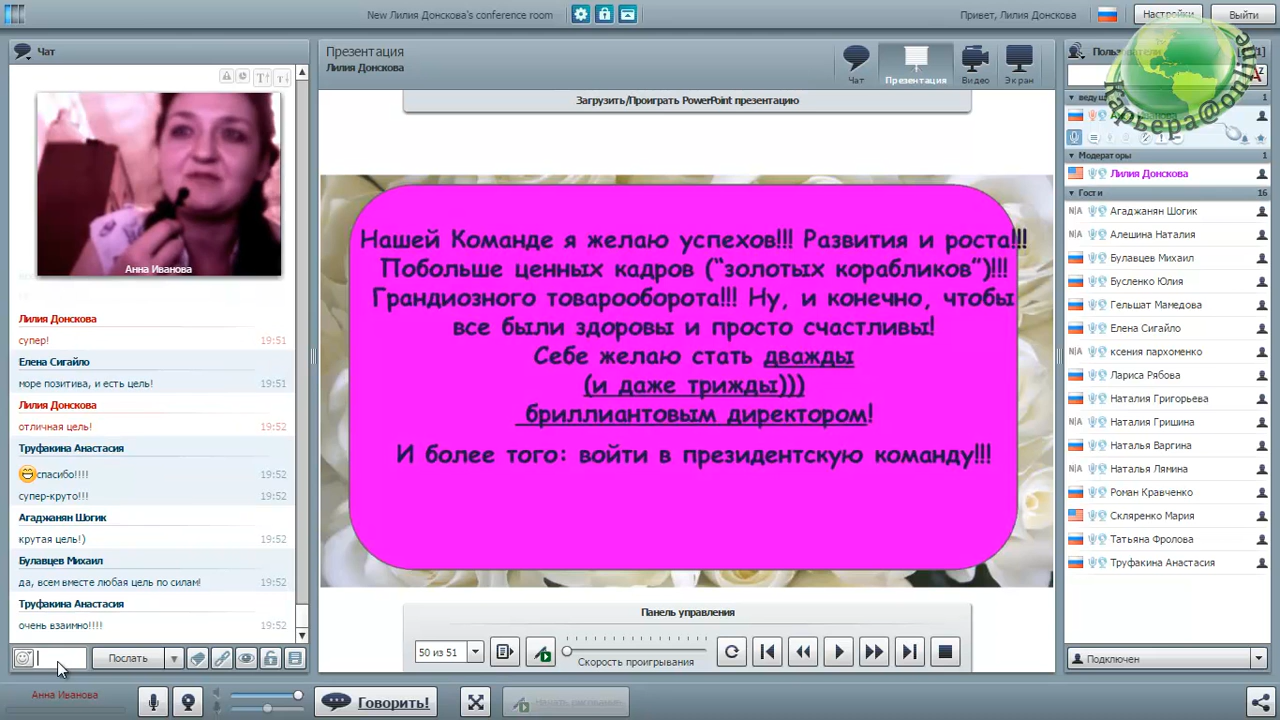 New Лилия Донскова's conference room
Привет, Лилия Донскова
Настройки
Выйти
Чат
Анна Иванова
Лилия Донскова
супер!
19:51
Елена Сигайло
море позитива, и есть цель!
19:51
Лилия Донскова
отличная цель!
19:51
Труфакина Анастасия
спасибо!!!!
19:52
супер-круто!!!
19:52
Агаджанян Шогик
крутая цель!)
19:52
Булавцев Михаил
да, всем вместе любая цель по силам!
19:52
Труфакина Анастасия
очень взаимно!!!!
19:52
Послать
Презентация
Лилия Донскова
Чат
Презентация
Видео
Экран
Загрузить/Проиграть PowerPoint презентацию
Нашей Команде я желаю успехов!!! Развития и роста!!!
Побольше ценных кадров (“золотых корабликов”)!!!
Грандиозного товарооборота!!! Ну, и конечно, чтобы
все были здоровы и просто счастливы!
Себе желаю стать дважды
(и даже трижды)))
бриллиантовым директором!
И более того: войти в президентскую команду!!!
Панель управления
50 из 51
Скорость проигрывания
карьера@online
1
Модераторы
1
Лилия Донскова
Гости
16
N|A Агаджанян Шогик
N|A Алешина Наталия
Булавцев Михаил
Бусленко Юлия
Гельшат Мамедова
Елена Сигайло
N|A ксения пархоменко
Лариса Рябова
Наталия Григорьева
N|A Наталия Гришина
Наталья Варгина
N|A Наталья Лямина
Роман Кравченко
Скляренко Мария
Татьяна Фролова
Труфакина Анастасия
Подключен
Анна Иванова
Говорить!
Начать рисование